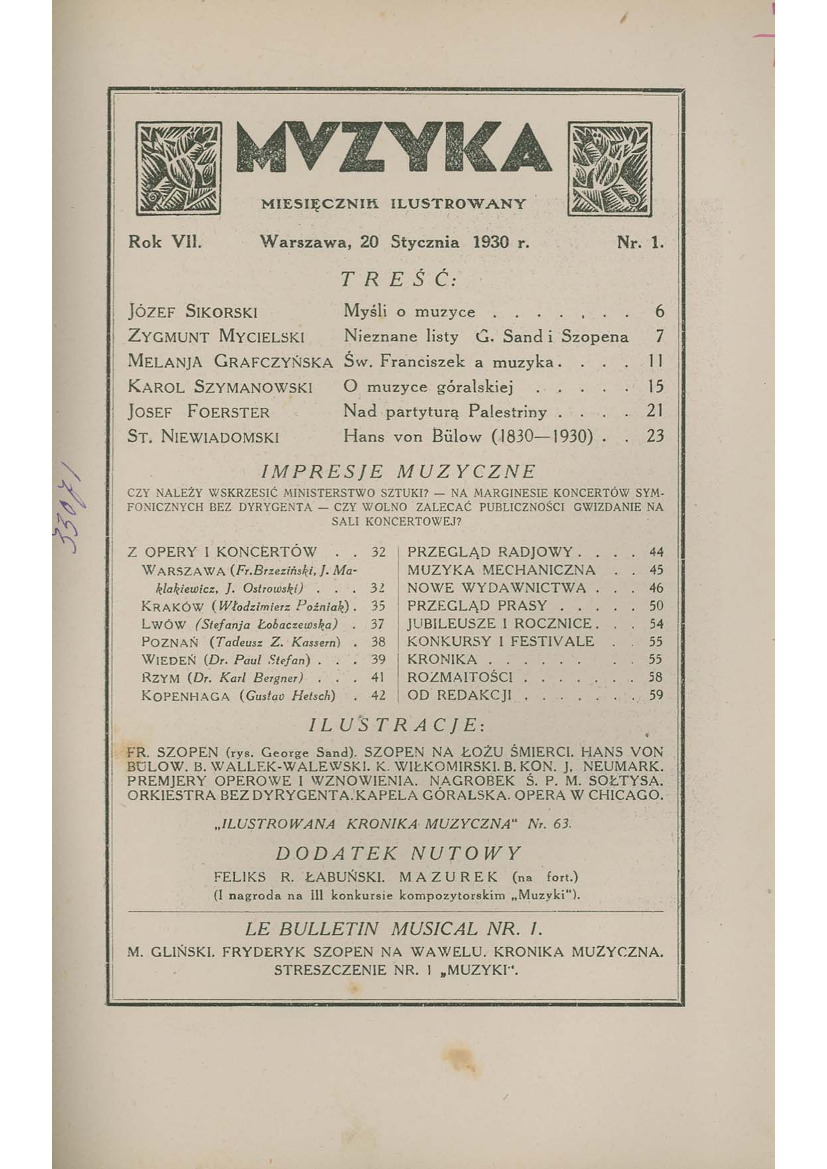 MVZYKA
MIESIĘCZNIK ILUSTROWANY
Rok VII. Warszawa, 20 Stycznia 1930 r. Nr. 1.
TREŚĆ:
JÓZEF SIKORSKI Myśli o muzyce . . . . . . . 6
ZYGMUNT MYCIELSKI Nieznane listy G. Sand i Szopena 7
MELANJA GRAFCZYŃSKA Św. Franciszek a muzyka . . . . 11
KAROL SZYMANOWSKI O muzyce góralskiej . . . . . 15
JOSEF FOERSTER Nad partyturą Palestriny . . . . 21
ST. NIEWIADOMSKI Hans von Bülow (1830—1930) . . 23
IMPRESJE MUZYCZNE
CZY NALEŻY WSKRZESIĆ MINISTERSTWO SZTUKI? — NA MARGINESIE KONCERTÓW SYM-
FONICZNYCH BEZ DYRYGENTA — CZY WOLNO ZALECAĆ PUBLICZNOŚCI GWIZDANIE NA
SALI KONCERTOWEJ?
Z OPERY I KONCERTÓW . . 32
WARSZAWA (Fr. Brzeziński, J. Ma-
klakiewicz, J. Ostrowski) . . . 32
KRAKÓW (Włodzimierz Poźniak) . 35
LWÓW (Stefanja Łobaczewska) . 37
POZNAŃ (Tadeusz Z. Kassern) . 38
WIEDEŃ (Dr. Paul Stefan) . . . 39
RZYM (Dr. Karl Bergner) . . . 41
KOPENHAGA (Gustav Hetsch) . 42
PRZEGLĄD RADJOWY . . . . 44
MUZYKA MECHANICZNA . . 45
NOWE WYDAWNICTWA . . . 46
PRZEGLĄD PRASY . . . . . 50
JUBILEUSZE I ROCZNICE . . . 54
KONKURSY I FESTIVALE . . 55
KRONIKA . . . . . . . . 55
ROZMAITOŚCI . . . . . . . 58
OD REDAKCJI . . . . . . . 59
ILUSTRACJE:
FR. SZOPEN (rys. George Sand). SZOPEN NA ŁOŻU ŚMIERCI. HANS VON
BÜLOW. B. WALLEK-WALEWSKI. K. WIŁKOMIRSKI. B. KON. J. NEUMARK.
PREMJERY OPEROWE I WZNOWIENIA. NAGROBEK Ś. P. M. SOŁTYSA.
ORKIESTRA BEZ DYRYGENTA. KAPELA GÓRALSKA. OPERA W CHICAGO.
„ILUSTROWANA KRONIKA MUZYCZNA" Nr. 63.
DODATEK NUTOWY
FELIKS R. ŁABUŃSKI. MAZUREK (na fort.)
(I nagroda na III konkursie kompozytorskim „Muzyki").
LE BULLETIN MUSICAL NR. 1.
M. GLIŃSKI. FRYDERYK SZOPEN NA WAWELU. KRONIKA MUZYCZNA.
STRESZCZENIE NR. 1 „MUZYKI".